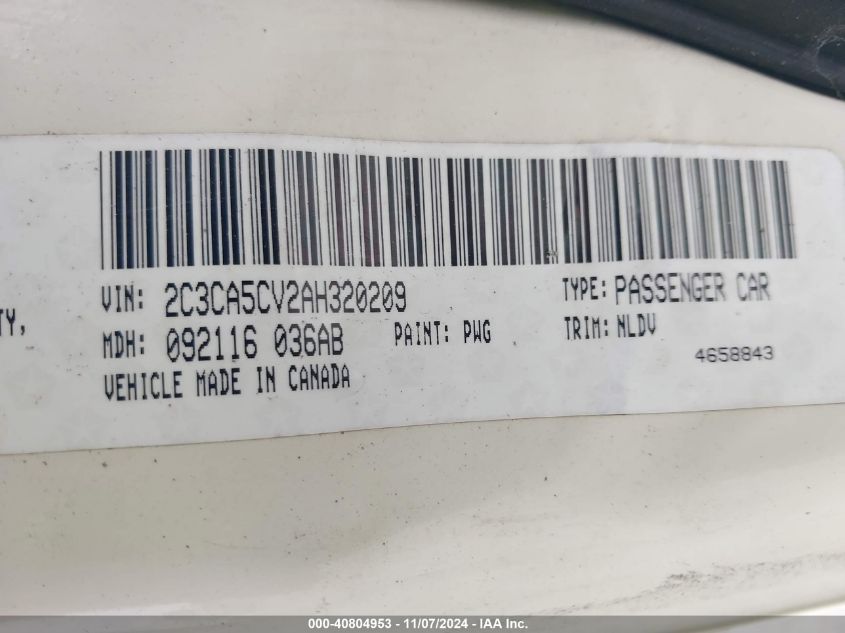 TY,
VIN: 2C3CA5CV2AH320209
TYPE: PASSENGER CAR
MDH: 092116 036AB
PAINT: PWG
TRIM: NLDV
4658843
VEHICLE MADE IN CANADA
000-40804953 - 11/07/2024 - IAA Inc.